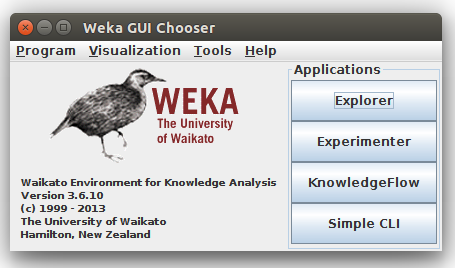 Weka GUI Chooser
Program Visualization Tools Help
WEKA
The University
of Waikato
Waikato Environment for Knowledge Analysis
Version 3.6.10
(c) 1999 - 2013
The University of Waikato
Hamilton, New Zealand
Applications
Explorer
Experimenter
KnowledgeFlow
Simple CLI